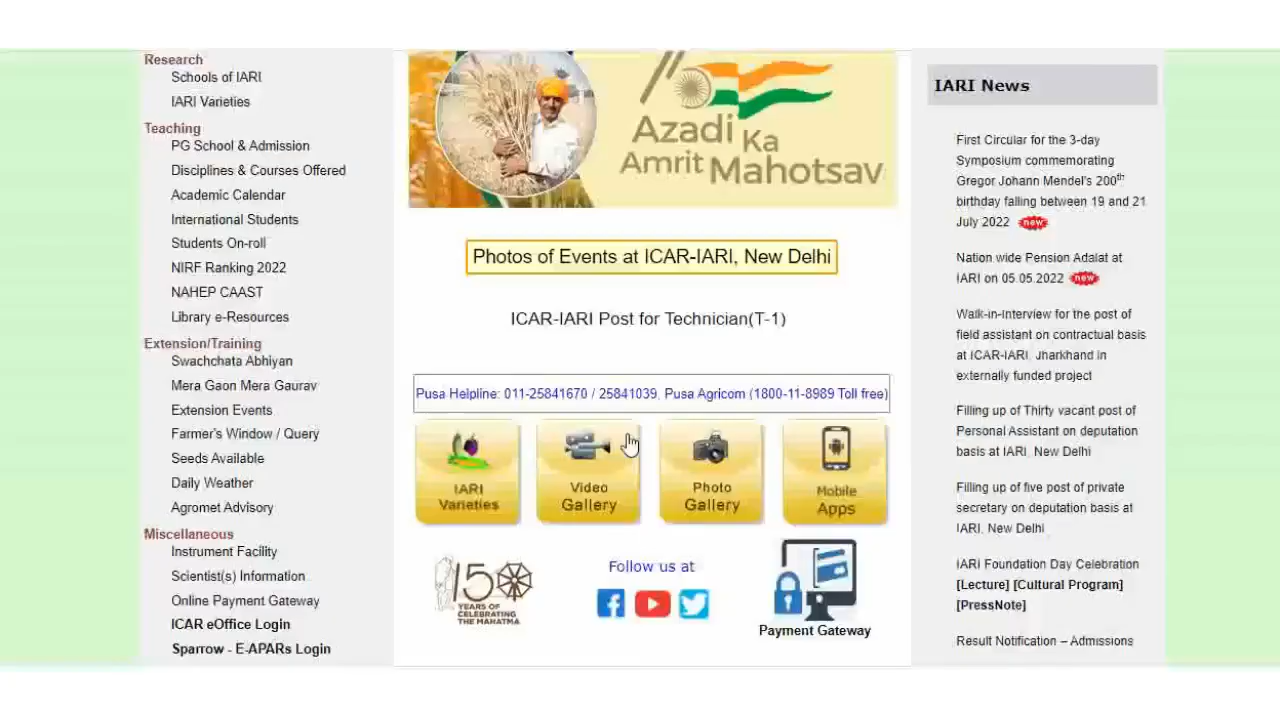 Research
Schools of IARI
IARI Varieties
Teaching
PG School & Admission
Disciplines & Courses Offered
Academic Calendar
International Students
Students On-roll
NIRF Ranking 2022
NAHEP CAAST
Library e-Resources
Extension/Training
Swachchata Abhiyan
Mera Gaon Mera Gaurav
Extension Events
Farmer's Window / Query
Seeds Available
Daily Weather
Agromet Advisory
Miscellaneous
Instrument Facility
Scientist(s) Information
Online Payment Gateway
ICAR eOffice Login
Sparrow - E-APARs Login
Azadi Ka
Amrit Mahotsav
Photos of Events at ICAR-IARI, New Delhi
ICAR-IARI Post for Technician(T-1)
Pusa Helpline: 011-25841670 / 25841039, Pusa Agricom (1800-11-8989 Toll free)
IARI
Varieties
Video
Gallery
Photo
Gallery
Mobile
Apps
150
YEARS OF
CELEBRATING
THE MAHATMA
Follow us at
Payment Gateway
IARI News
First Circular for the 3-day
Symposium commemorating
Gregor Johann Mendel's 200th
birthday falling between 19 and 21
July 2022 new
Nation wide Pension Adalat at
IARI on 05.05.2022 new
Walk-in-Interview for the post of
field assistant on contractual basis
at ICAR-IARI, Jharkhand in
externally funded project
Filling up of Thirty vacant post of
Personal Assistant on deputation
basis at IARI, New Delhi
Filling up of five post of private
secretary on deputation basis at
IARI, New Delhi
IARI Foundation Day Celebration
[Lecture] [Cultural Program]
[PressNote]
Result Notification – Admissions